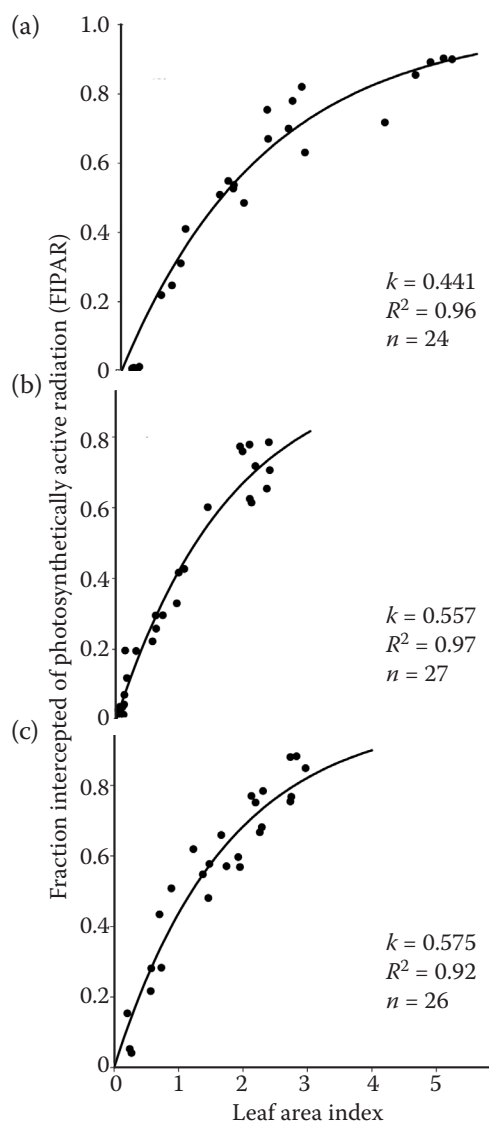 (a)
1.0
0.8
0.6
0.4
0.2
0
k = 0.441
R² = 0.96
n = 24
(b)
0.8
0.6
0.4
0.2
0
k = 0.557
R² = 0.97
n = 27
(c)
0.8
0.6
0.4
0.2
0
k = 0.575
R² = 0.92
n = 26
0 1 2 3 4 5
Leaf area index
Fraction intercepted of photosynthetically active radiation (FIPAR)